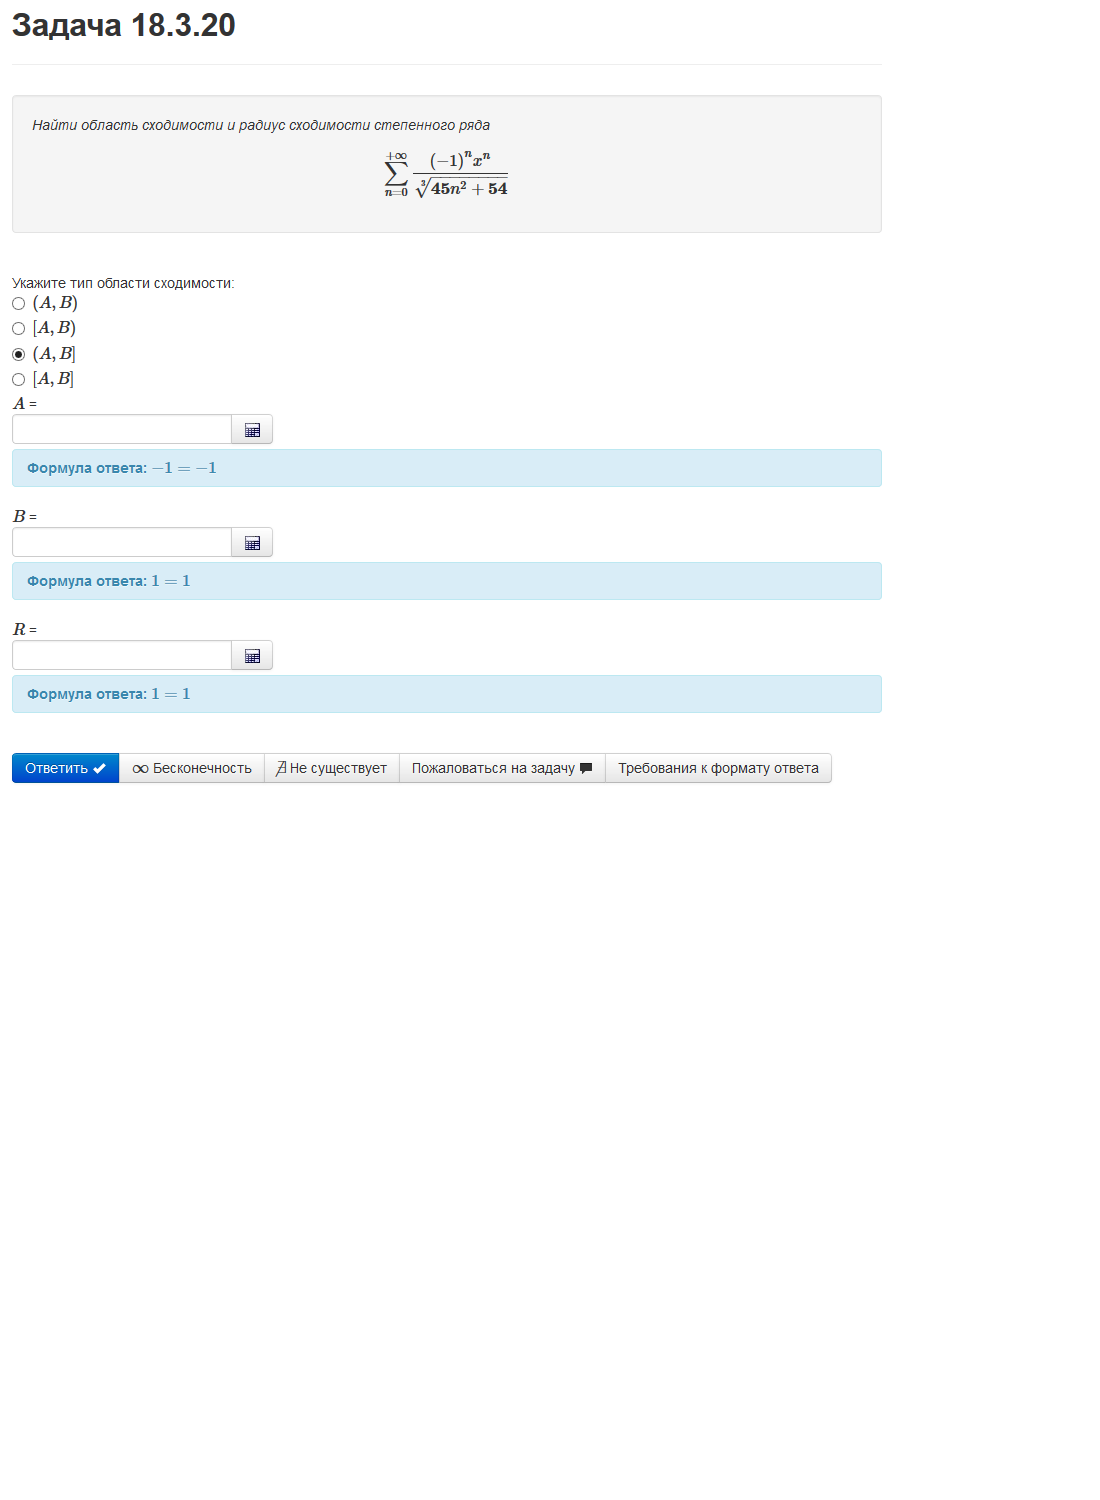 Задача 18.3.20
Найти область сходимости и радиус сходимости степенного ряда
$\sum_{n=0}^{+\infty} \frac{(-1)^n x^n}{\sqrt[3]{45n^2 + 54}}$
Укажите тип области сходимости:
(A, B)
[A, B)
(A, B]
[A, B]
A =
Формула ответа: −1 = −1
B =
Формула ответа: 1 = 1
R =
Формула ответа: 1 = 1
Ответить ∞ Бесконечность ∄ Не существует Пожаловаться на задачу Требования к формату ответа